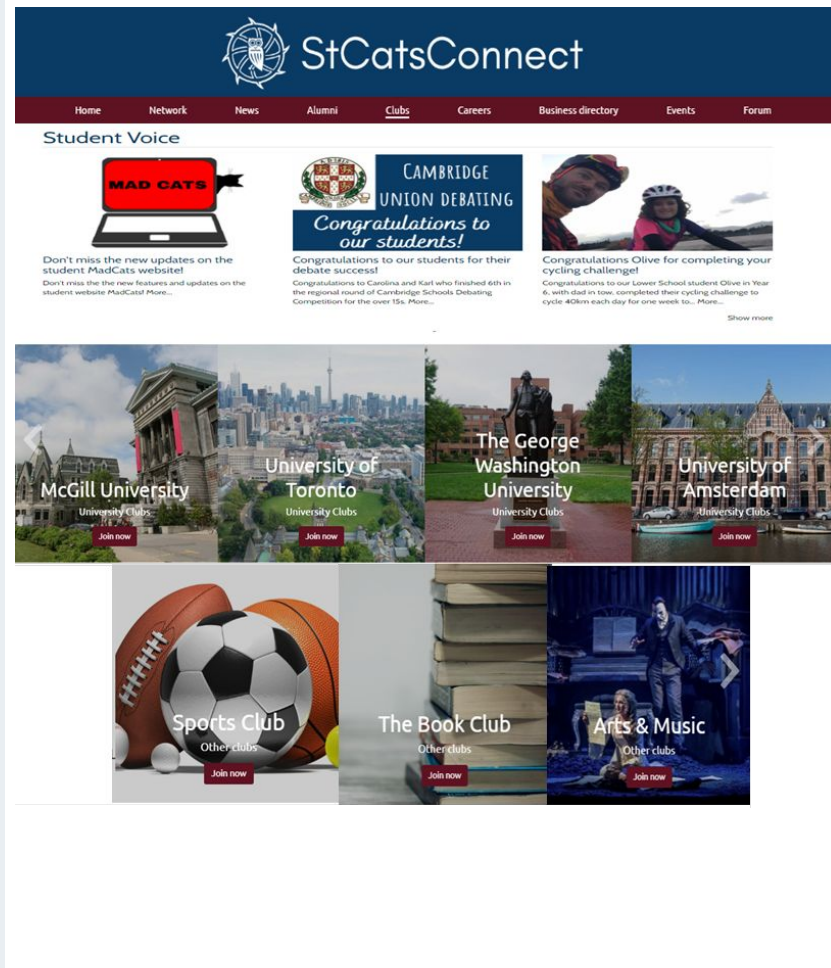 StCatsConnect
Home Network News Alumni Clubs Careers Business directory Events Forum
Student Voice
MAD CATS
CAMBRIDGE
UNION DEBATING
Congratulations to
our students!
Don't miss the new updates on the
student MadCats website!
Don't miss the the new features and updates on the
student website MadCats! More...
Congratulations to our students for their
debate success!
Congratulations to Carolina and Karl who finished 6th in
the regional round of Cambridge Schools Debating
Competition for the over 15s. More...
Congratulations Olive for completing your
cycling challenge!
Congratulations to our Lower School student Olive in Year
6, with dad in tow, completed their cycling challenge to
cycle 40km each day for one week to... More...
Show more
McGill University
University Clubs
Join now
University of
Toronto
University Clubs
Join now
The George
Washington
University
University Clubs
Join now
University of
Amsterdam
University Clubs
Join now
Sports Club
Other clubs
Join now
The Book Club
Other clubs
Join now
Arts & Music
Other clubs
Join now